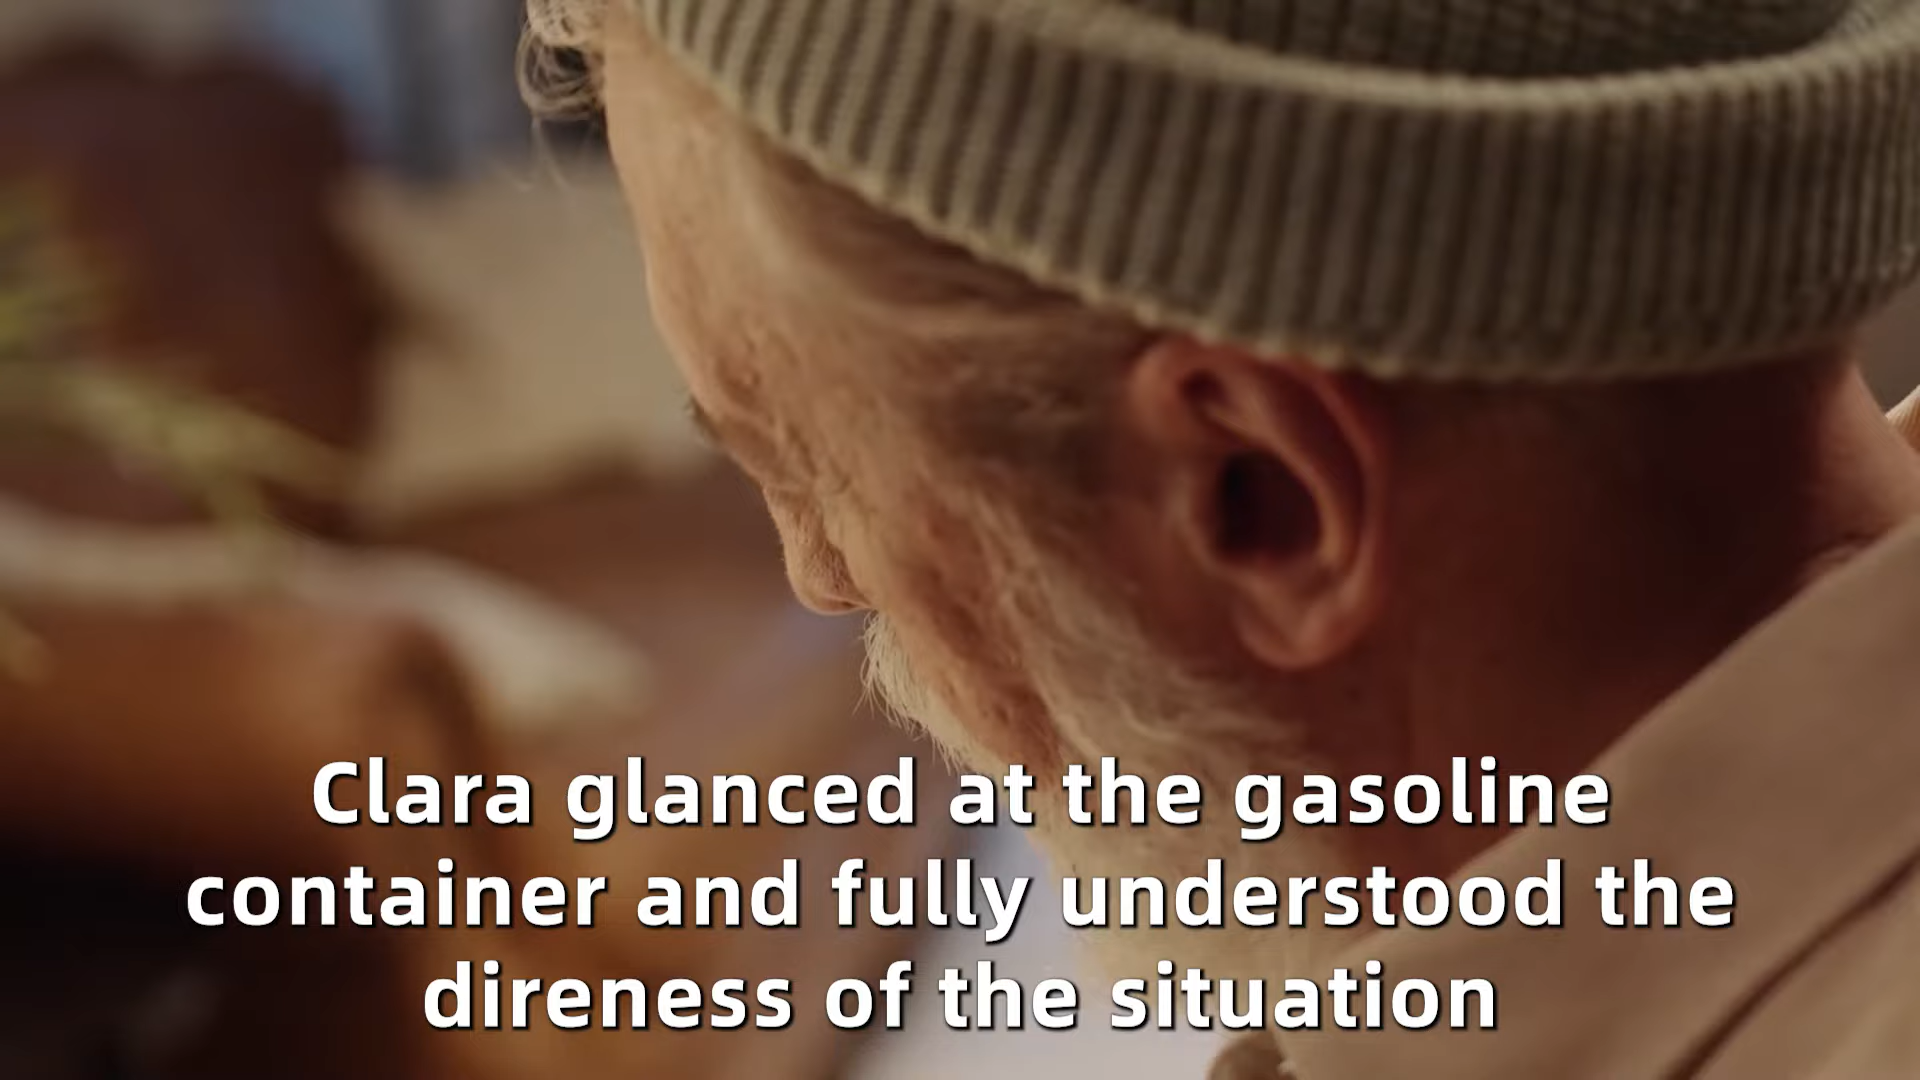 Clara glanced at the gasoline
container and fully understood the
direness of the situation